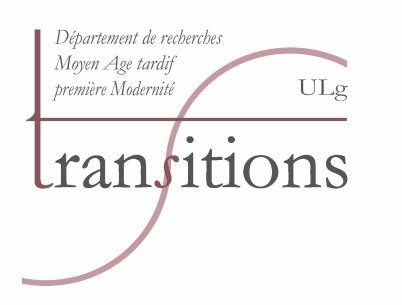 Département de recherches
Moyen Age tardif
première Modernité
ULg
transitions